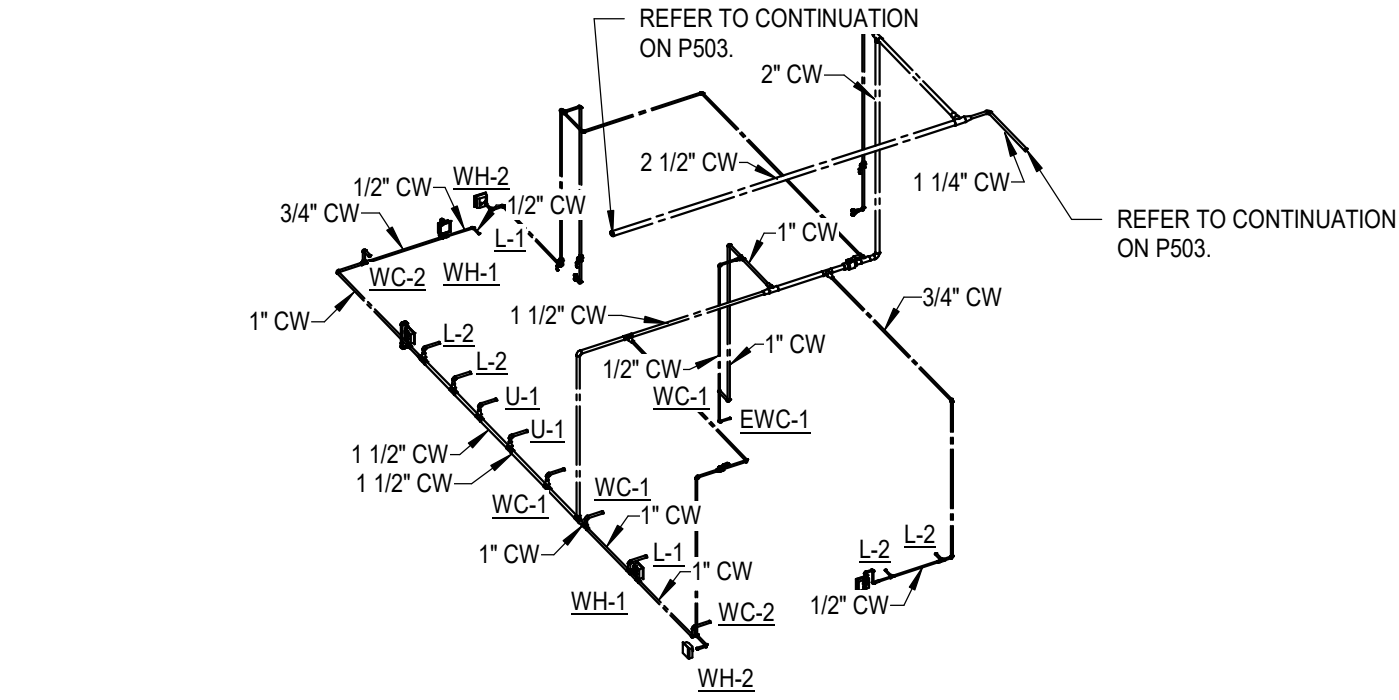 REFER TO CONTINUATION
ON P503.
2" CW
2 1/2" CW
1 1/4" CW
REFER TO CONTINUATION
ON P503.
WH-2
1/2" CW
1/2" CW
3/4" CW
L-1
WC-2
WH-1
1" CW
1" CW
3/4" CW
1 1/2" CW
1" CW
1/2" CW
L-2
L-2
U-1
U-1
WC-1
EWC-1
1 1/2" CW
1 1/2" CW
WC-1
WC-1
1" CW
1" CW
L-1
1" CW
WH-1
WC-2
WH-2
L-2
L-2
1/2" CW